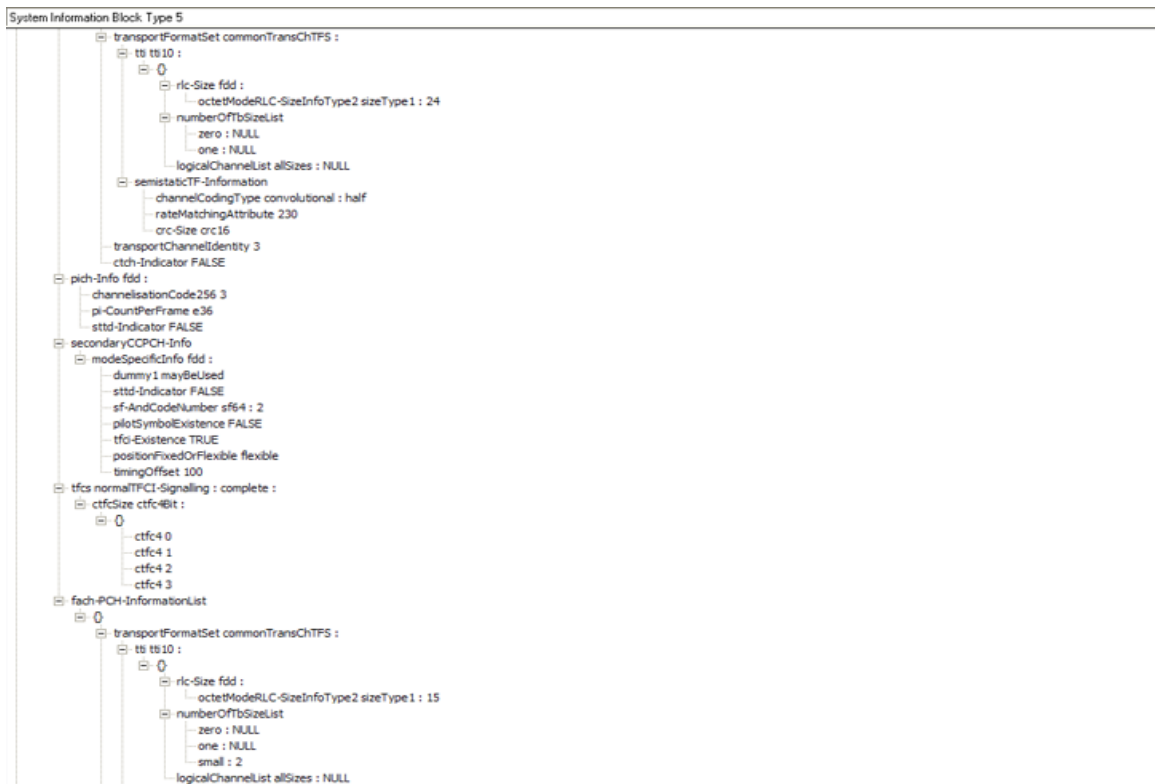 System Information Block Type 5
transportFormatSet commonTransChTFS :
tti tti10 :
{}
rlc-Size fdd :
octetModeRLC-SizeInfoType2 sizeType1 : 24
numberOfTbSizeList
zero : NULL
one : NULL
logicalChannelList allSizes : NULL
semistaticTF-Information
channelCodingType convolutional : half
rateMatchingAttribute 230
crc-Size crc16
transportChannelIdentity 3
ctch-Indicator FALSE
pich-Info fdd :
channelisationCode256 3
pi-CountPerFrame e36
sttd-Indicator FALSE
secondaryCCPCH-Info
modeSpecificInfo fdd :
dummy1 mayBeUsed
sttd-Indicator FALSE
sf-AndCodeNumber sf64 : 2
pilotSymbolExistence FALSE
tfci-Existence TRUE
positionFixedOrFlexible flexible
timingOffset 100
tfcs normalTFCI-Signalling : complete :
ctfcSize ctfc4Bit :
{}
ctfc4 0
ctfc4 1
ctfc4 2
ctfc4 3
fach-PCH-InformationList
{}
transportFormatSet commonTransChTFS :
tti tti10 :
{}
rlc-Size fdd :
octetModeRLC-SizeInfoType2 sizeType1 : 15
numberOfTbSizeList
zero : NULL
one : NULL
small : 2
logicalChannelList allSizes : NULL